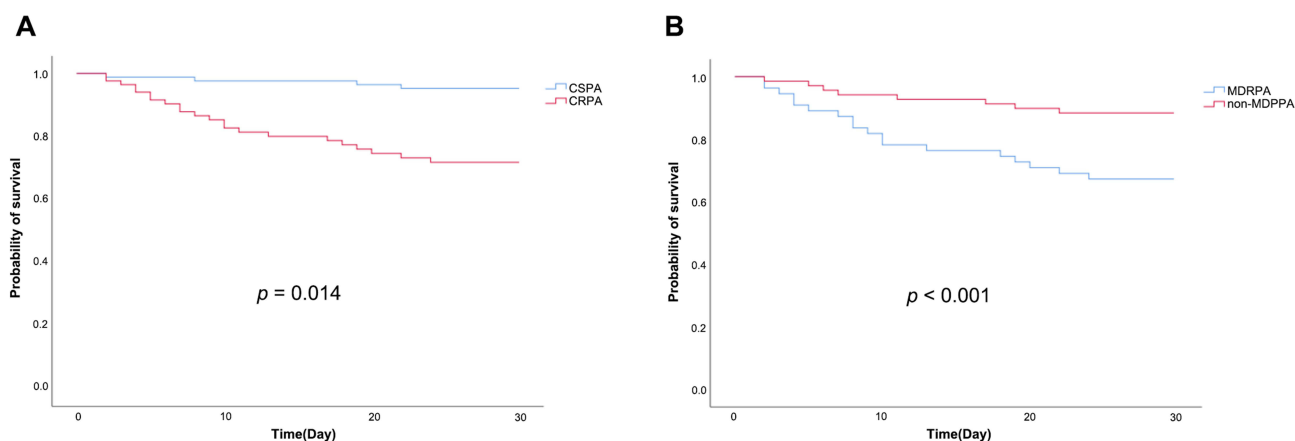 A
Probability of survival
1.0
0.8
0.6
0.4
0.2
0.0
CSPA
CRPA
p = 0.014
0 10 20 30
Time(Day)
B
Probability of survival
1.0
0.8
0.6
0.4
0.2
0.0
MDRPA
non-MDPPA
p < 0.001
0 10 20 30
Time(Day)